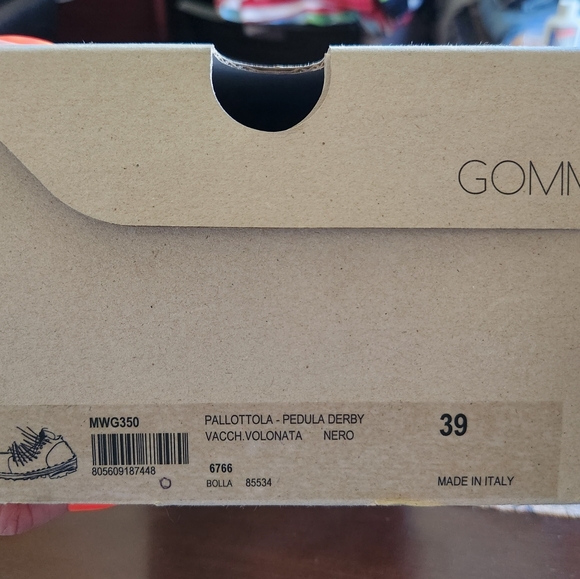 GOMM
MWG350
PALLOTTOLA - PEDULA DERBY
VACCH.VOLONATA NERO
39
805609187448
6766
BOLLA 85534
MADE IN ITALY